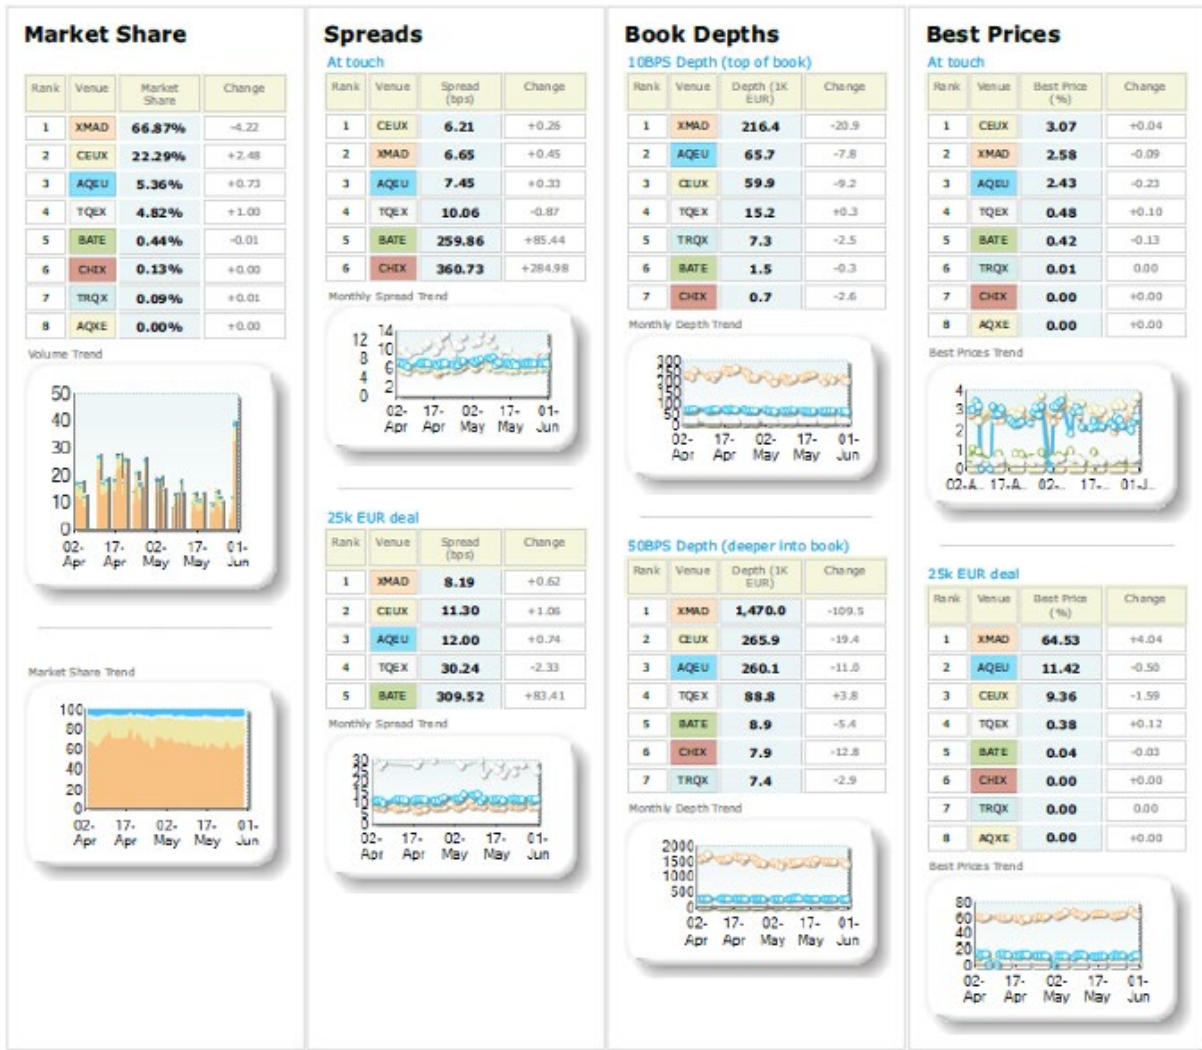 Market Share
Rank Venue Market Share Change
1 XMAD 66.87% -4.22
2 CEUX 22.29% +2.48
3 AQEU 5.36% +0.73
4 TQEX 4.82% +1.00
5 BATE 0.44% -0.01
6 CHIX 0.13% +0.00
7 TRQX 0.09% +0.01
8 AQXE 0.00% +0.00
Volume Trend
50
40
30
20
10
0
02-Apr 17-Apr 02-May 17-May 01-Jun
Market Share Trend
100
80
60
40
20
0
02-Apr 17-Apr 02-May 17-May 01-Jun
Spreads
At touch
Rank Venue Spread (bps) Change
1 CEUX 6.21 +0.26
2 XMAD 6.65 +0.45
3 AQEU 7.45 +0.33
4 TQEX 10.06 -0.87
5 BATE 259.86 +85.44
6 CHIX 360.73 +284.98
Monthly Spread Trend
14
12
10
8
6
4
2
0
02-Apr 17-Apr 02-May 17-May 01-Jun
25k EUR deal
Rank Venue Spread (bps) Change
1 XMAD 8.19 +0.62
2 CEUX 11.30 +1.06
3 AQEU 12.00 +0.74
4 TQEX 30.24 -2.33
5 BATE 309.52 +83.41
Monthly Spread Trend
30
25
20
15
10
5
0
02-Apr 17-Apr 02-May 17-May 01-Jun
Book Depths
10BPS Depth (top of book)
Rank Venue Depth (1K EUR) Change
1 XMAD 216.4 -20.9
2 AQEU 65.7 -7.8
3 CEUX 59.9 -9.2
4 TQEX 15.2 +0.3
5 TRQX 7.3 -2.5
6 BATE 1.5 -0.3
7 CHIX 0.7 -2.6
Monthly Depth Trend
300
250
200
150
100
50
0
02-Apr 17-Apr 02-May 17-May 01-Jun
50BPS Depth (deeper into book)
Rank Venue Depth (1K EUR) Change
1 XMAD 1,470.0 -109.5
2 CEUX 265.9 -19.4
3 AQEU 260.1 -11.0
4 TQEX 88.8 +3.8
5 BATE 8.9 -5.4
6 CHIX 7.9 -12.8
7 TRQX 7.4 -2.9
Monthly Depth Trend
2000
1500
1000
500
0
02-Apr 17-Apr 02-May 17-May 01-Jun
Best Prices
At touch
Rank Venue Best Price (%) Change
1 CEUX 3.07 +0.04
2 XMAD 2.58 -0.09
3 AQEU 2.43 -0.23
4 TQEX 0.48 +0.10
5 BATE 0.42 -0.13
6 TRQX 0.01 0.00
7 CHIX 0.00 +0.00
8 AQXE 0.00 +0.00
Best Prices Trend
4
3
2
1
0
02-A... 17-A... 02-... 17-... 01-J...
25k EUR deal
Rank Venue Best Price (%) Change
1 XMAD 64.53 +4.04
2 AQEU 11.42 -0.50
3 CEUX 9.36 -1.59
4 TQEX 0.38 +0.12
5 BATE 0.04 -0.03
6 CHIX 0.00 +0.00
7 TRQX 0.00 0.00
8 AQXE 0.00 +0.00
Best Prices Trend
80
60
40
20
0
02-Apr 17-Apr 02-May 17-May 01-Jun